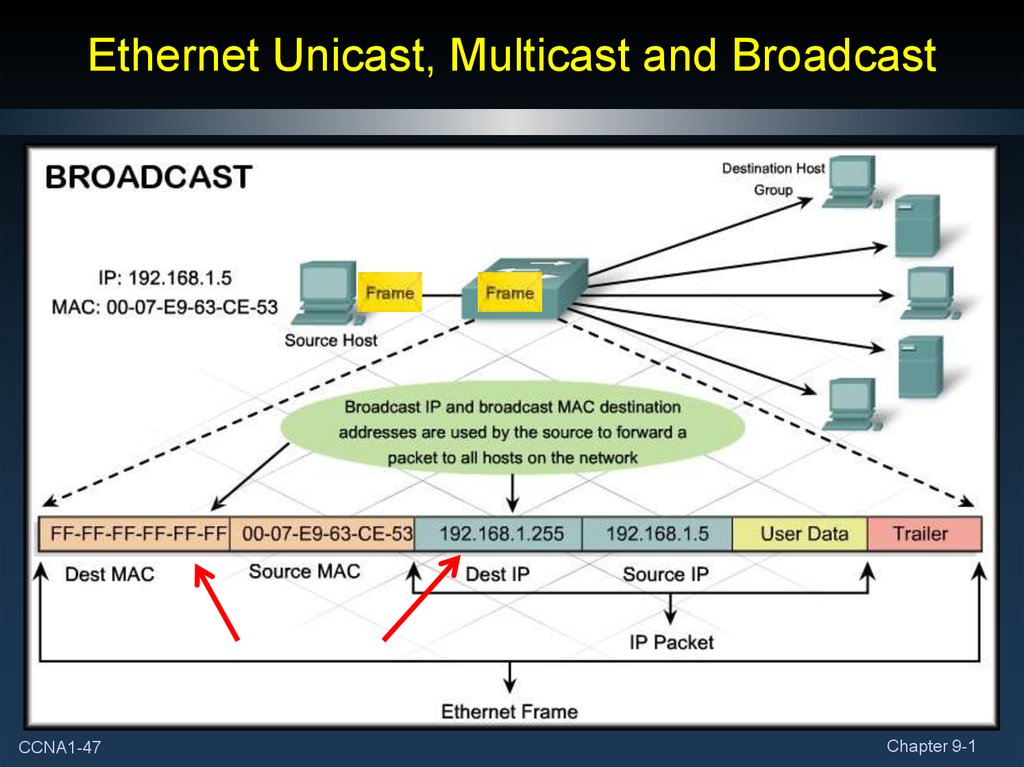 Ethernet Unicast, Multicast and Broadcast
BROADCAST
Destination Host
Group
IP: 192.168.1.5
MAC: 00-07-E9-63-CE-53
Frame
Frame
Source Host
Broadcast IP and broadcast MAC destination
addresses are used by the source to forward a
packet to all hosts on the network
FF-FF-FF-FF-FF-FF 00-07-E9-63-CE-53 192.168.1.255 192.168.1.5 User Data Trailer
Dest MAC Source MAC Dest IP Source IP
IP Packet
Ethernet Frame
CCNA1-47 Chapter 9-1